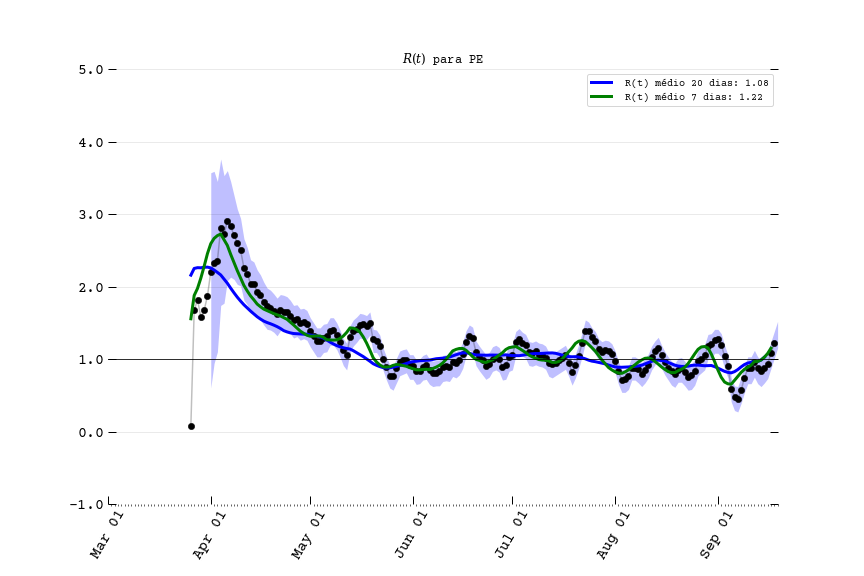 R(t) para PE
5.0
R(t) médio 20 dias: 1.08
R(t) médio 7 dias: 1.22
4.0
3.0
2.0
1.0
0.0
-1.0
Mar 01
Apr 01
May 01
Jun 01
Jul 01
Aug 01
Sep 01